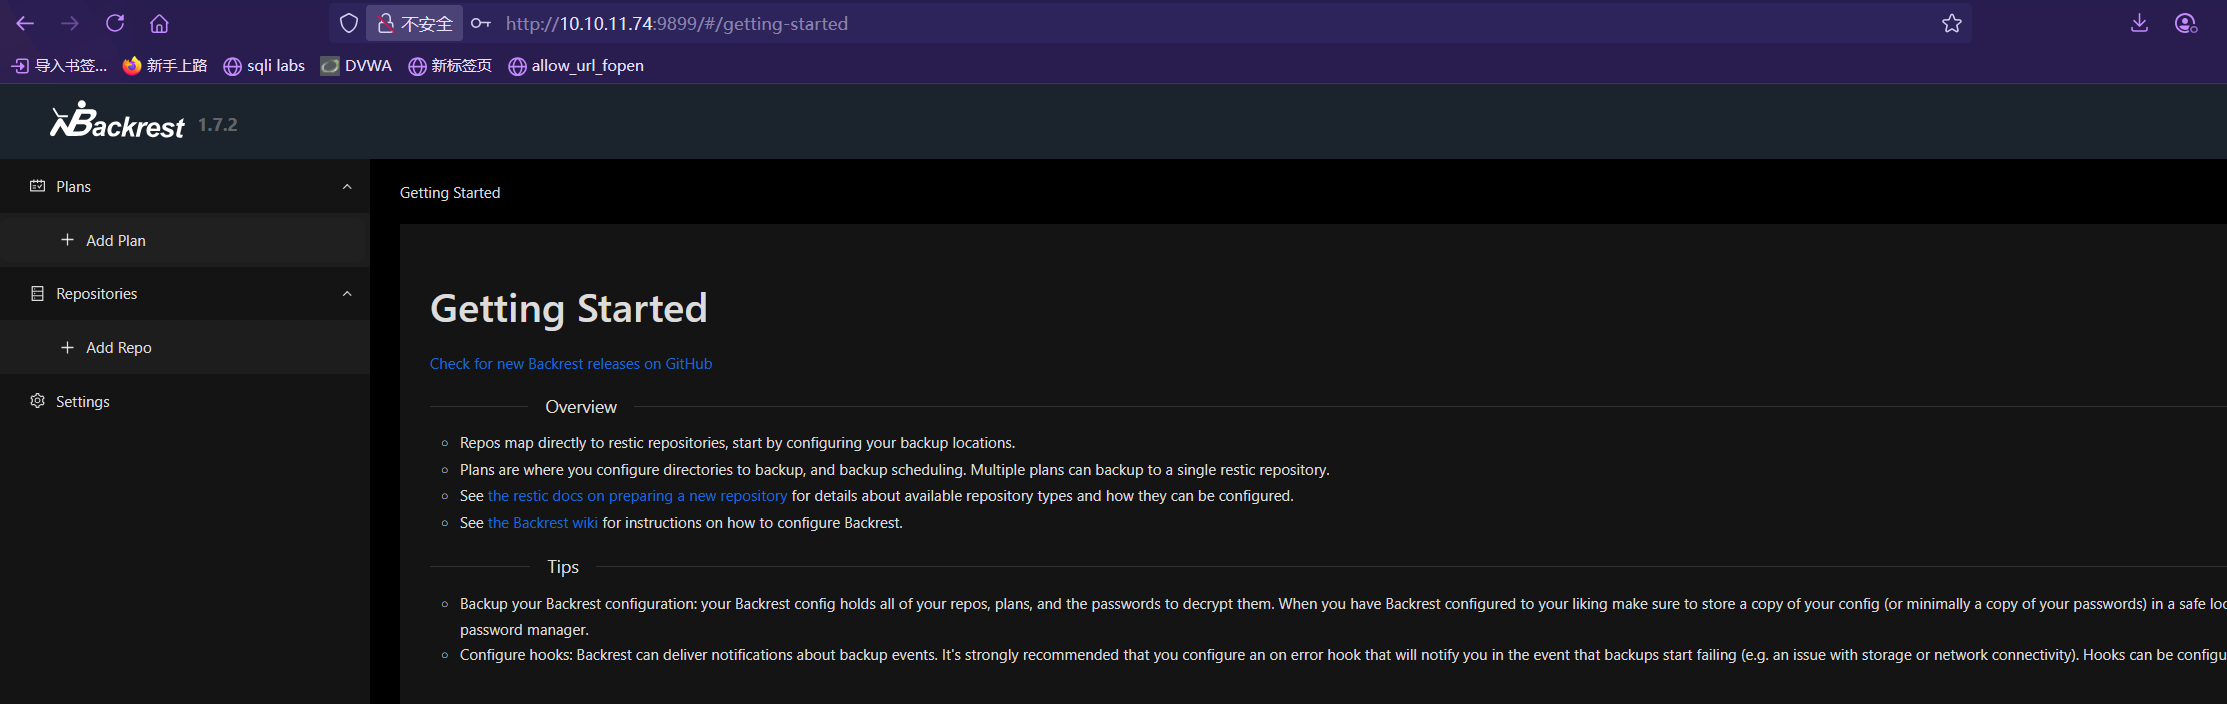 不安全
http://10.10.11.74:9899/#/getting-started
导入书签... 新手上路 sqli labs DVWA 新标签页 allow_url_fopen
Backrest 1.7.2
Plans
Add Plan
Repositories
Add Repo
Settings
Getting Started
Getting Started
Check for new Backrest releases on GitHub
Overview
Repos map directly to restic repositories, start by configuring your backup locations.
Plans are where you configure directories to backup, and backup scheduling. Multiple plans can backup to a single restic repository.
See the restic docs on preparing a new repository for details about available repository types and how they can be configured.
See the Backrest wiki for instructions on how to configure Backrest.
Tips
Backup your Backrest configuration: your Backrest config holds all of your repos, plans, and the passwords to decrypt them. When you have Backrest configured to your liking make sure to store a copy of your config (or minimally a copy of your passwords) in a safe loc
password manager.
Configure hooks: Backrest can deliver notifications about backup events. It's strongly recommended that you configure an on error hook that will notify you in the event that backups start failing (e.g. an issue with storage or network connectivity). Hooks can be configu